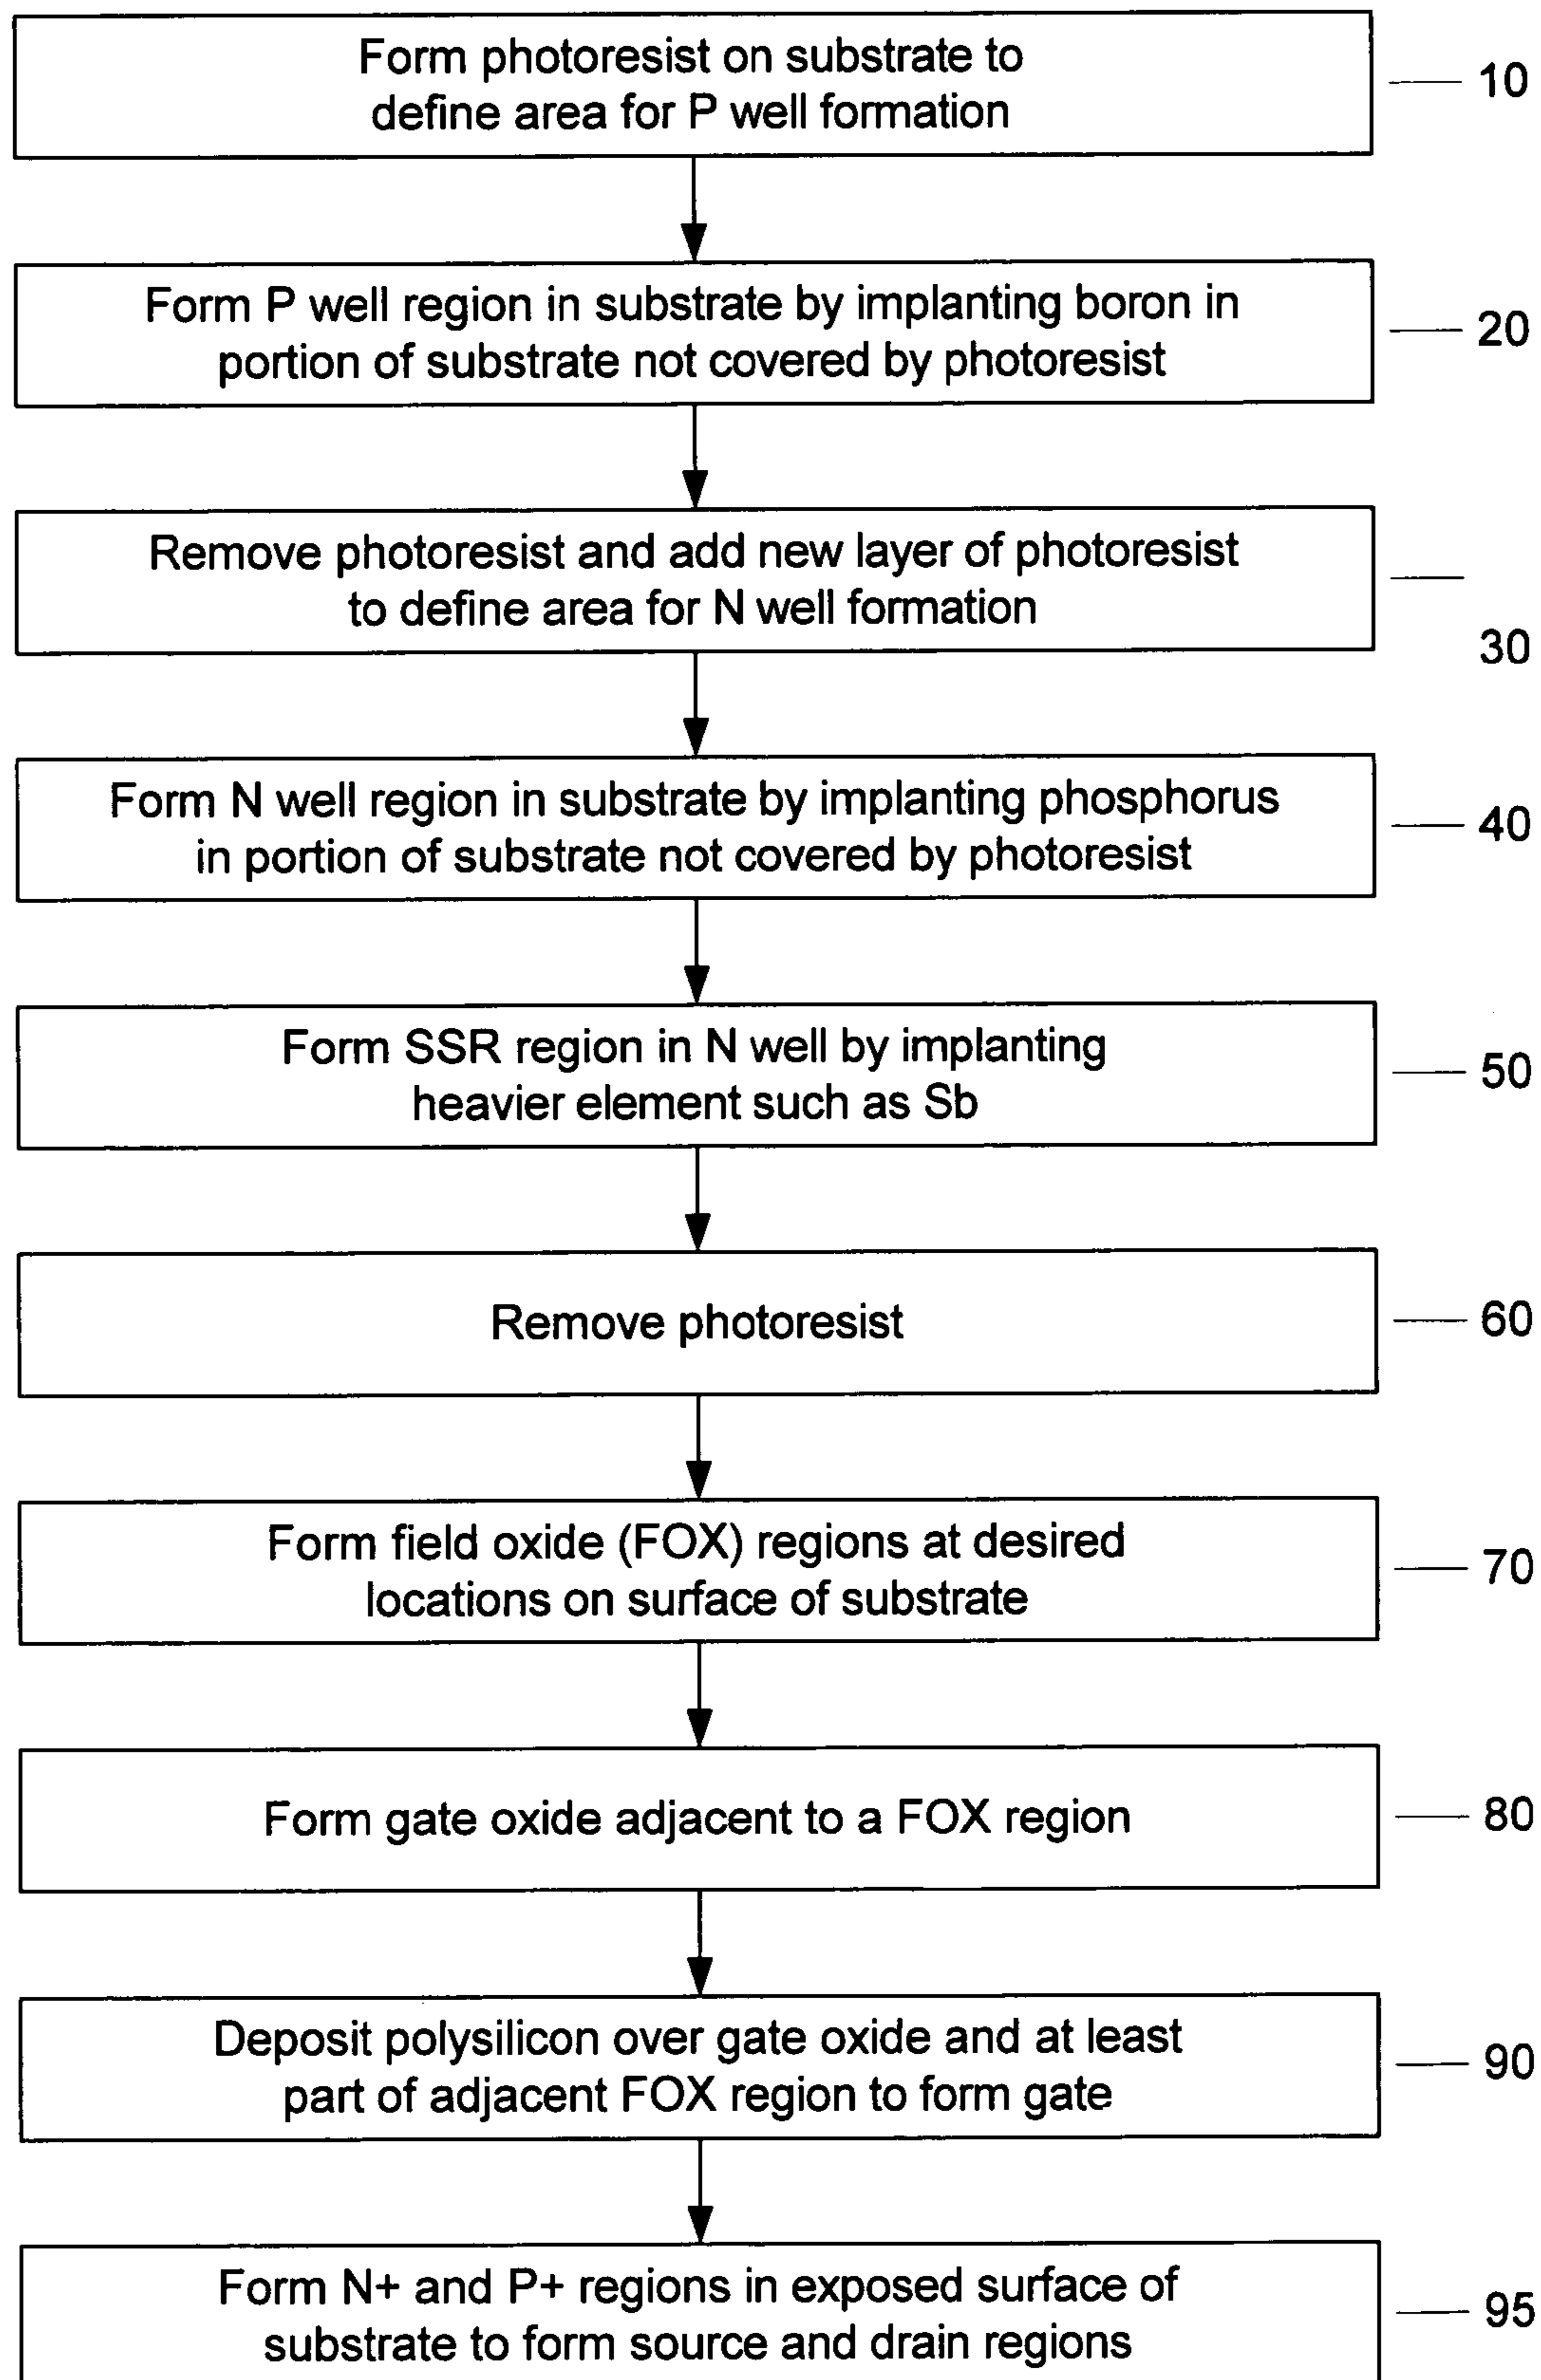 Form photoresist on substrate to
define area for P well formation
10
Form P well region in substrate by implanting boron in
portion of substrate not covered by photoresist
20
Remove photoresist and add new layer of photoresist
to define area for N well formation
30
Form N well region in substrate by implanting phosphorus
in portion of substrate not covered by photoresist
40
Form SSR region in N well by implanting
heavier element such as Sb
50
Remove photoresist
60
Form field oxide (FOX) regions at desired
locations on surface of substrate
70
Form gate oxide adjacent to a FOX region
80
Deposit polysilicon over gate oxide and at least
part of adjacent FOX region to form gate
90
Form N+ and P+ regions in exposed surface of
substrate to form source and drain regions
95